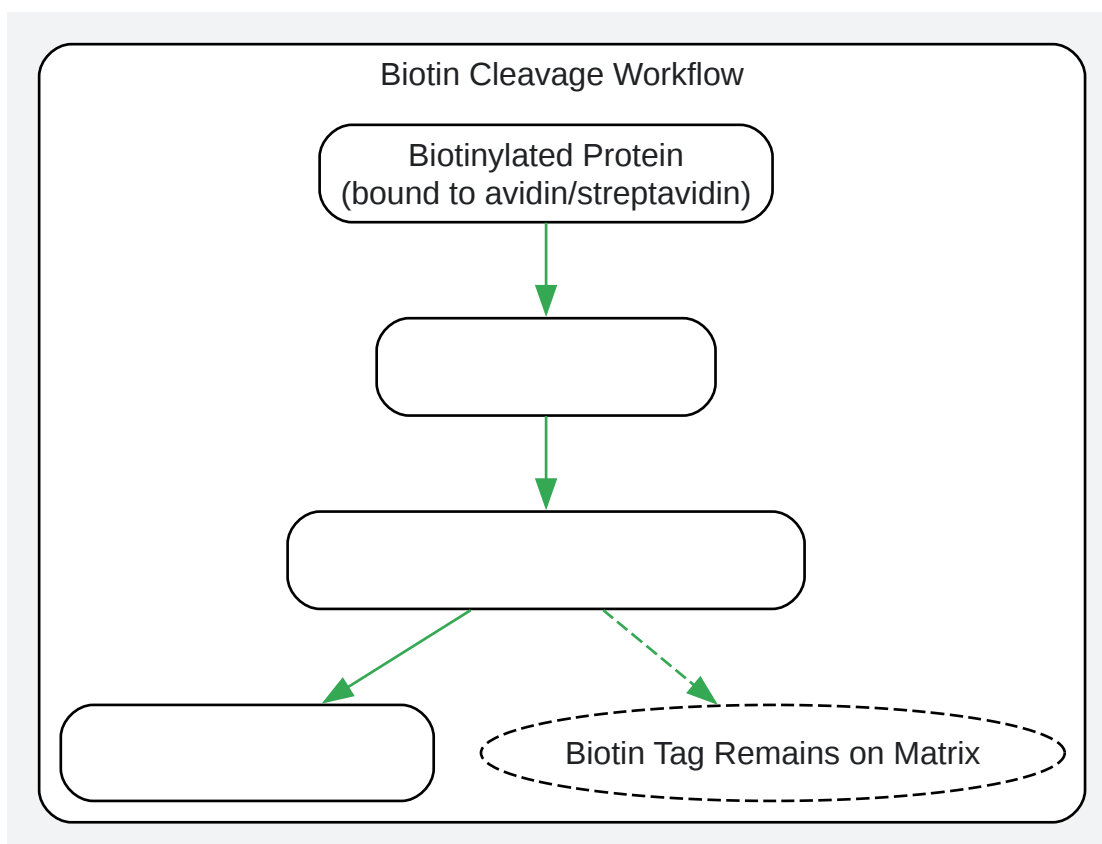 Biotin Cleavage Workflow
Biotinylated Protein
(bound to avidin/streptavidin)
Biotin Tag Remains on Matrix